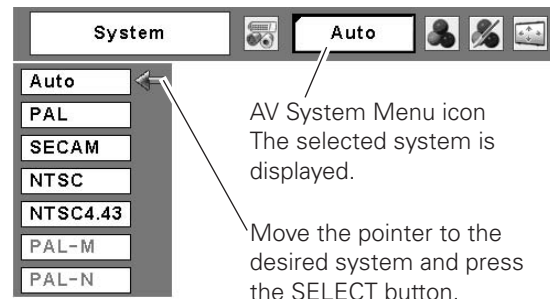 System
Auto
Auto
PAL
SECAM
NTSC
NTSC4.43
PAL-M
PAL-N
AV System Menu icon
The selected system is
displayed.
Move the pointer to the
desired system and press
the SELECT button.